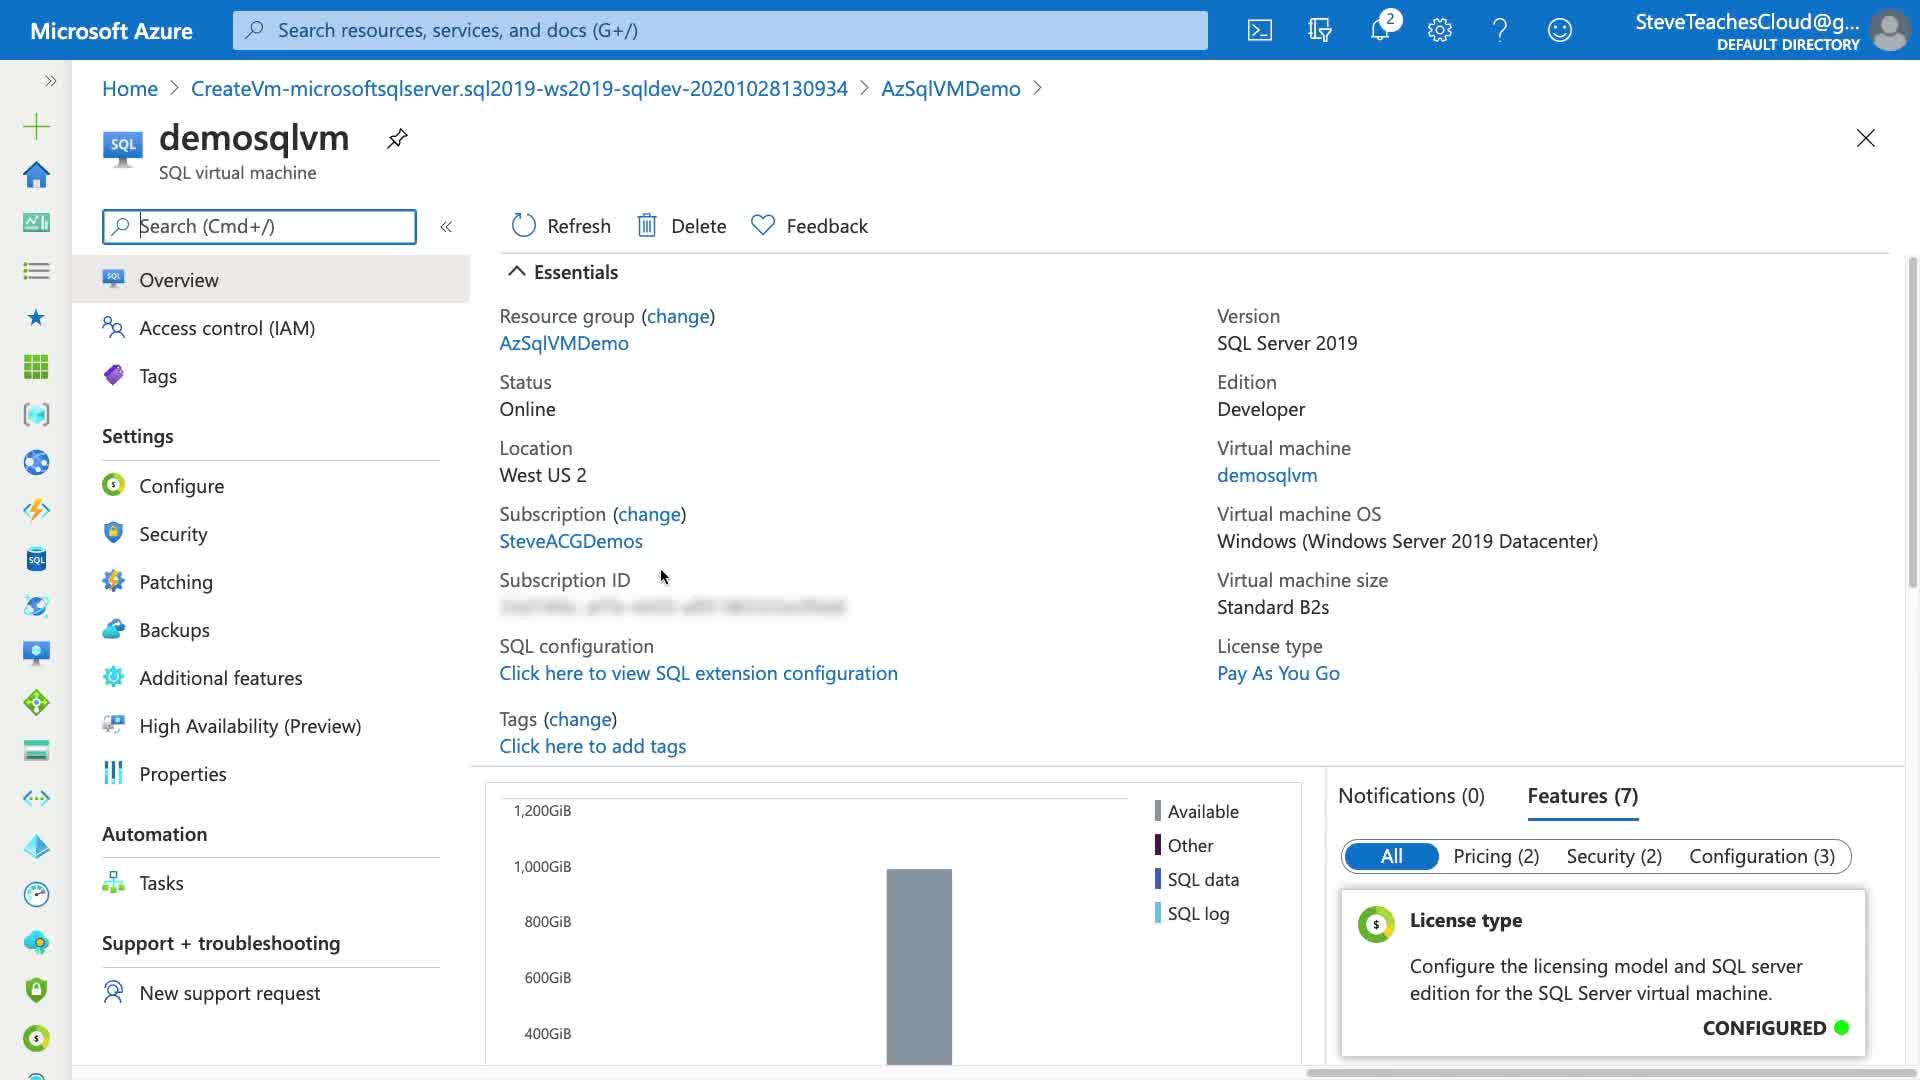 Microsoft Azure
Search resources, services, and docs (G+/)
2
SteveTeachesCloud@g...
DEFAULT DIRECTORY
Home > CreateVm-microsoftsqlserver.sql2019-ws2019-sqldev-20201028130934 > AzSqlVMDemo >
SQL
demosqlvm
SQL virtual machine
Search (Cmd+/)
Refresh
Delete
Feedback
Overview
Access control (IAM)
Tags
Settings
Configure
Security
Patching
Backups
Additional features
High Availability (Preview)
Properties
Automation
Tasks
Support + troubleshooting
New support request
Essentials
Resource group (change)
AzSqlVMDemo
Status
Online
Location
West US 2
Subscription (change)
SteveACGDemos
Subscription ID
SQL configuration
Click here to view SQL extension configuration
Tags (change)
Click here to add tags
Version
SQL Server 2019
Edition
Developer
Virtual machine
demosqlvm
Virtual machine OS
Windows (Windows Server 2019 Datacenter)
Virtual machine size
Standard B2s
License type
Pay As You Go
1,200GiB
1,000GiB
800GiB
600GiB
400GiB
Available
Other
SQL data
SQL log
Notifications (0)
Features (7)
All
Pricing (2)
Security (2)
Configuration (3)
License type
Configure the licensing model and SQL server
edition for the SQL Server virtual machine.
CONFIGURED